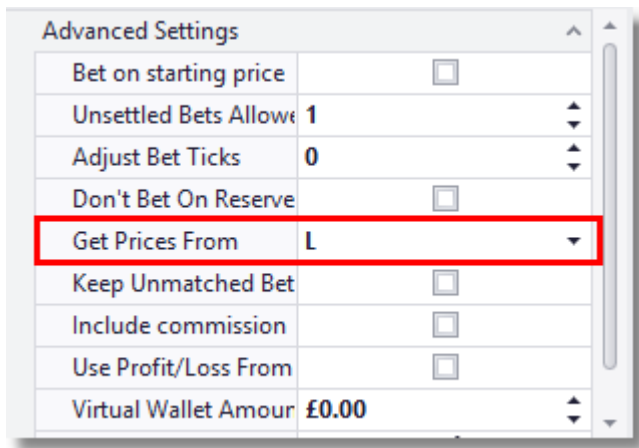 Advanced Settings
Bet on starting price
Unsettled Bets Allowe 1
Adjust Bet Ticks 0
Don't Bet On Reserve
Get Prices From L
Keep Unmatched Bet
Include commission
Use Profit/Loss From
Virtual Wallet Amour £0.00